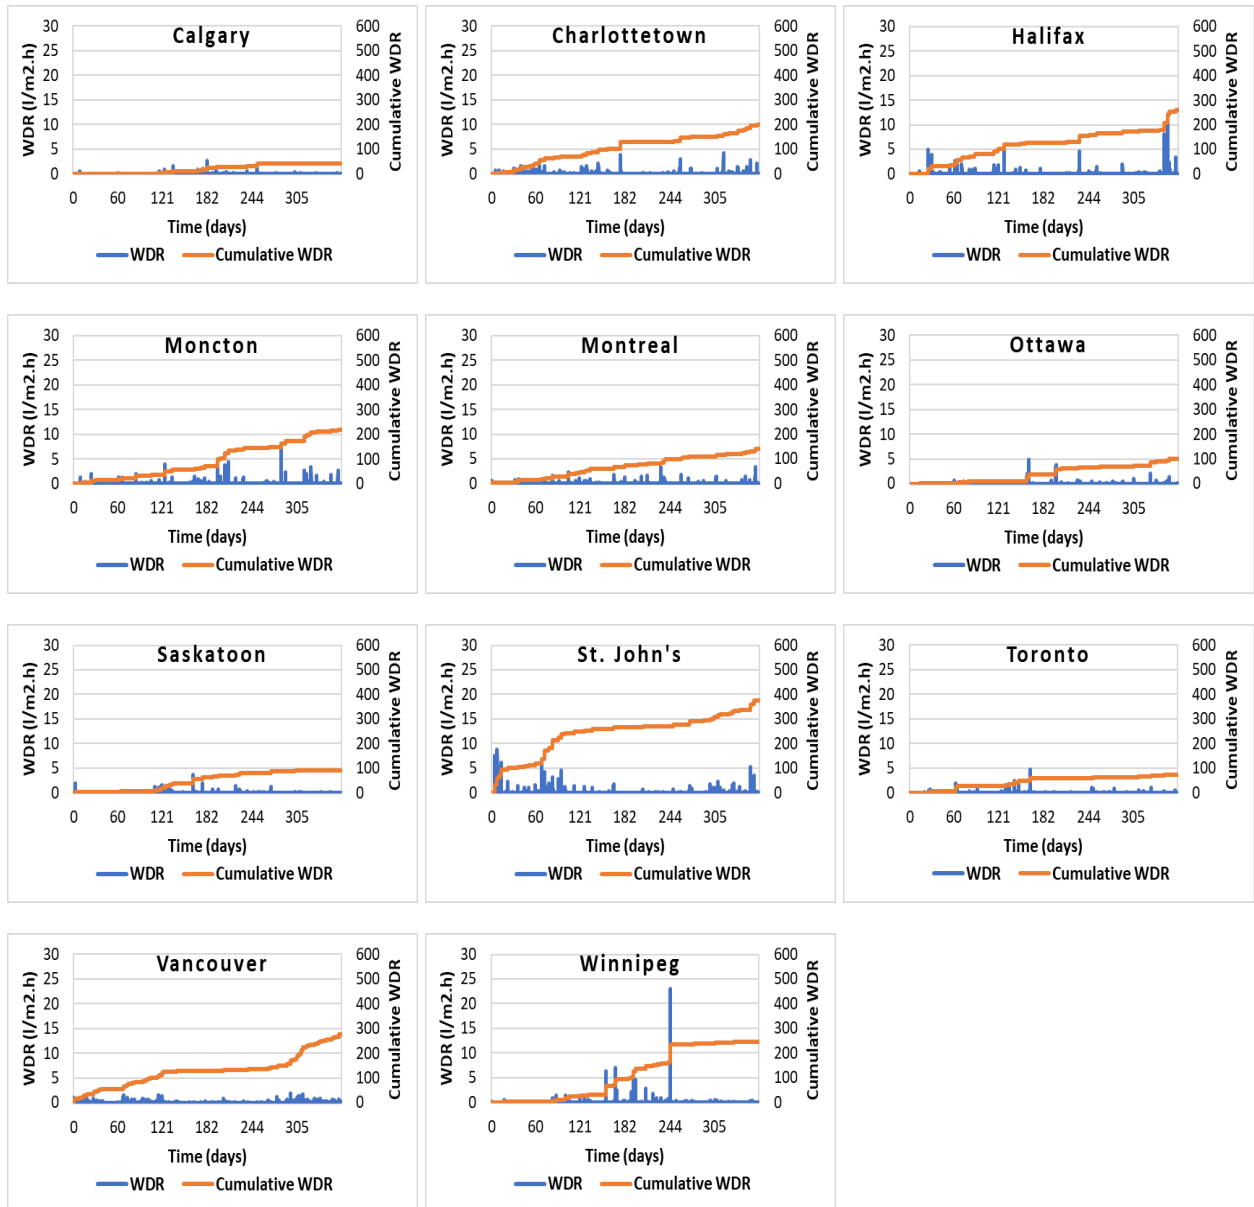 Calgary
WDR (l/m2.h)
Cumulative WDR
30 600
25 500
20 400
15 300
10 200
5 100
0 0
0 60 121 182 244 305
Time (days)
WDR Cumulative WDR
Charlottetown
WDR (l/m2.h)
Cumulative WDR
30 600
25 500
20 400
15 300
10 200
5 100
0 0
0 60 121 182 244 305
Time (days)
WDR Cumulative WDR
Halifax
WDR (l/m2.h)
Cumulative WDR
30 600
25 500
20 400
15 300
10 200
5 100
0 0
0 60 121 182 244 305
Time (days)
WDR Cumulative WDR
Moncton
WDR (l/m2.h)
Cumulative WDR
30 600
25 500
20 400
15 300
10 200
5 100
0 0
0 60 121 182 244 305
Time (days)
WDR Cumulative WDR
Montreal
WDR (l/m2.h)
Cumulative WDR
30 600
25 500
20 400
15 300
10 200
5 100
0 0
0 60 121 182 244 305
Time (days)
WDR Cumulative WDR
Ottawa
WDR (l/m2.h)
Cumulative WDR
30 600
25 500
20 400
15 300
10 200
5 100
0 0
0 60 121 182 244 305
Time (days)
WDR Cumulative WDR
Saskatoon
WDR (l/m2.h)
Cumulative WDR
30 600
25 500
20 400
15 300
10 200
5 100
0 0
0 60 121 182 244 305
Time (days)
WDR Cumulative WDR
St. John's
WDR (l/m2.h)
Cumulative WDR
30 600
25 500
20 400
15 300
10 200
5 100
0 0
0 60 121 182 244 305
Time (days)
WDR Cumulative WDR
Toronto
WDR (l/m2.h)
Cumulative WDR
30 600
25 500
20 400
15 300
10 200
5 100
0 0
0 60 121 182 244 305
Time (days)
WDR Cumulative WDR
Vancouver
WDR (l/m2.h)
Cumulative WDR
30 600
25 500
20 400
15 300
10 200
5 100
0 0
0 60 121 182 244 305
Time (days)
WDR Cumulative WDR
Winnipeg
WDR (l/m2.h)
Cumulative WDR
30 600
25 500
20 400
15 300
10 200
5 100
0 0
0 60 121 182 244 305
Time (days)
WDR Cumulative WDR